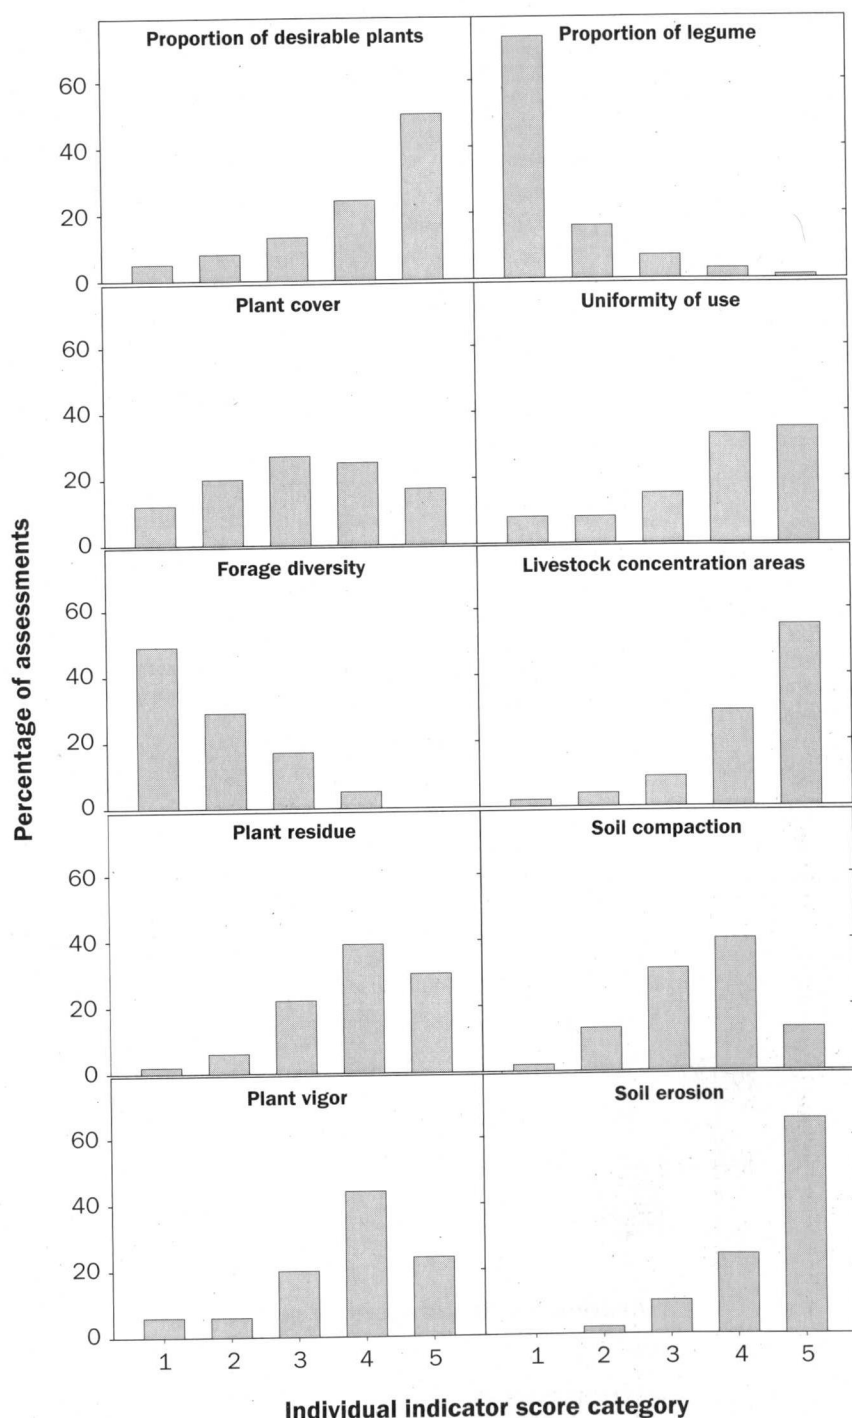 Proportion of desirable plants
Proportion of legume
60
40
20
0
Plant cover
Uniformity of use
60
40
20
0
Forage diversity
Livestock concentration areas
60
40
20
0
Plant residue
Soil compaction
60
40
20
0
Plant vigor
Soil erosion
60
40
20
0
1 2 3 4 5 1 2 3 4 5
Percentage of assessments
Individual indicator score category